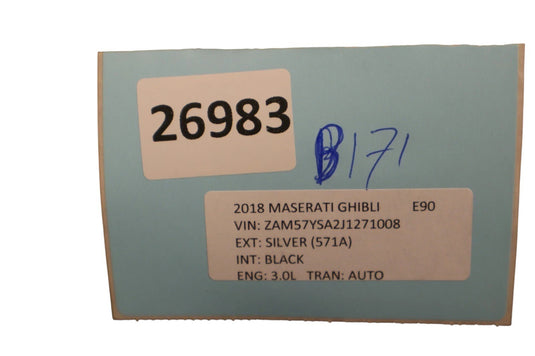 26983
B171
2018 MASERATI GHIBLI E90
VIN: ZAM57YSA2J1271008
EXT: SILVER (571A)
INT: BLACK
ENG: 3.0L TRAN: AUTO